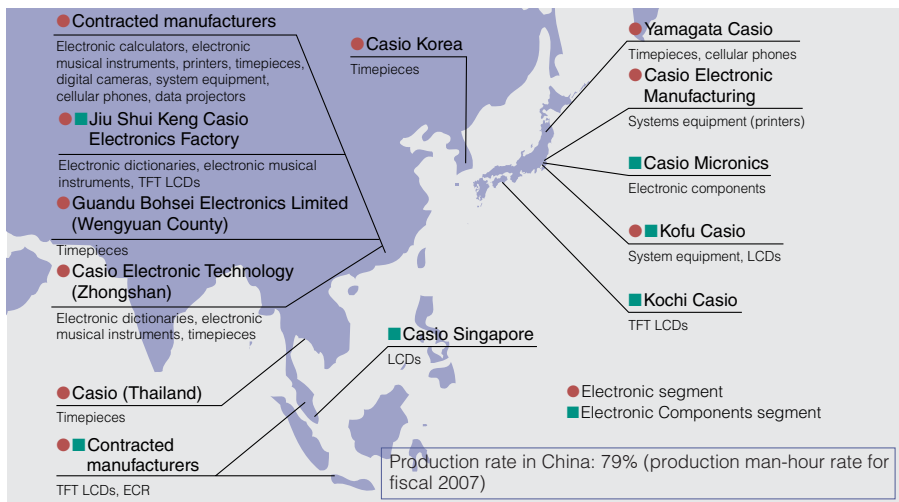 Contracted manufacturers
Electronic calculators, electronic
musical instruments, printers, timepieces,
digital cameras, system equipment,
cellular phones, data projectors
Jiu Shui Keng Casio
Electronics Factory
Electronic dictionaries, electronic musical
instruments, TFT LCDs
Guandu Bohsei Electronics Limited
(Wengyuan County)
Timepieces
Casio Electronic Technology
(Zhongshan)
Electronic dictionaries, electronic
musical instruments, timepieces
Casio (Thailand)
Timepieces
Contracted
manufacturers
TFT LCDs, ECR
Casio Korea
Timepieces
Casio Singapore
LCDs
Yamagata Casio
Timepieces, cellular phones
Casio Electronic
Manufacturing
Systems equipment (printers)
Casio Micronics
Electronic components
Kofu Casio
System equipment, LCDs
Kochi Casio
TFT LCDs
Electronic segment
Electronic Components segment
Production rate in China: 79% (production man-hour rate for
fiscal 2007)